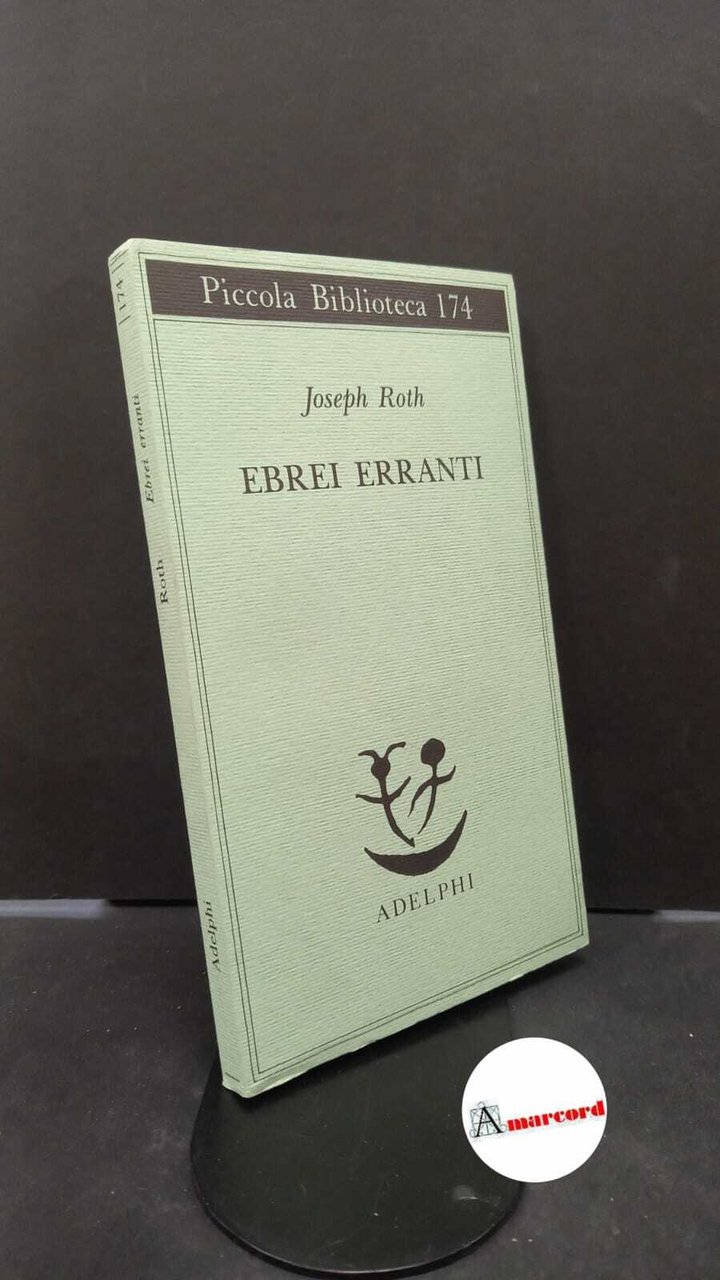 Piccola Biblioteca 174
Joseph Roth
EBREI ERRANTI
ADELPHI
174
Ebrei erranti
Roth
Adelphi
Amarcord